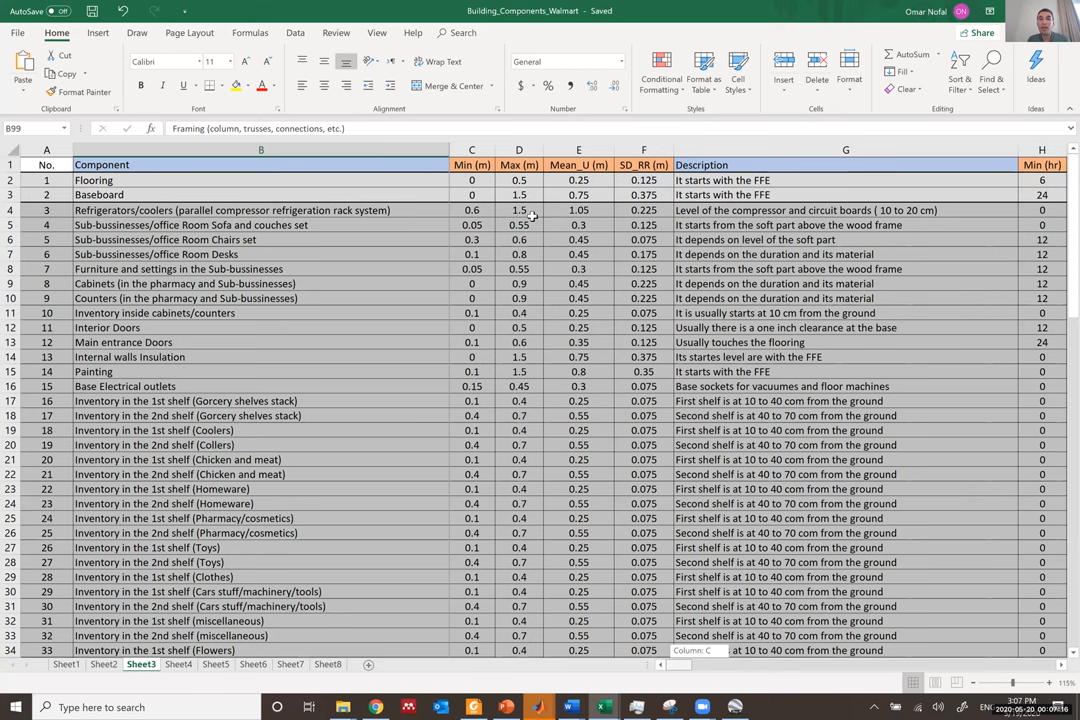 AutoSave Off Building_Components_Walmart - Saved Omar Nofal ON
File Home Insert Draw Page Layout Formulas Data Review View Help Search Share
Paste Cut Copy Format Painter Calibri 11 Wrap Text Merge & Center General Conditional Formatting Format as Table Cell Styles Insert Delete Format AutoSum Fill Clear Sort & Filter Find & Select Ideas
Clipboard Font Alignment Number Styles Cells Editing Ideas
B99 Framing (column, trusses, connections, etc.)
A B C D E F G H
1 No. Component Min (m) Max (m) Mean_U (m) SD_RR (m) Description Min (hr)
2 1 Flooring 0 0.5 0.25 0.125 It starts with the FFE 6
3 2 Baseboard 0 1.5 0.75 0.375 It starts with the FFE 24
4 3 Refrigerators/coolers (parallel compressor refrigeration rack system) 0.6 1.5 1.05 0.225 Level of the compressor and circuit boards ( 10 to 20 cm) 0
5 4 Sub-bussinesses/office Room Sofa and couches set 0.05 0.55 0.3 0.125 It starts from the soft part above the wood frame 0
6 5 Sub-bussinesses/office Room Chairs set 0.3 0.6 0.45 0.075 It depends on level of the soft part 12
7 6 Sub-bussinesses/office Room Desks 0.1 0.8 0.45 0.175 It depends on the duration and its material 12
8 7 Furniture and settings in the Sub-bussinesses 0.05 0.55 0.3 0.125 It starts from the soft part above the wood frame 12
9 8 Cabinets (in the pharmacy and Sub-bussinesses) 0 0.9 0.45 0.225 It depends on the duration and its material 12
10 9 Counters (in the pharmacy and Sub-bussinesses) 0 0.9 0.45 0.225 It depends on the duration and its material 12
11 10 Inventory inside cabinets/counters 0.1 0.4 0.25 0.075 It is usually starts at 10 cm from the ground 0
12 11 Interior Doors 0 0.5 0.25 0.125 Usually there is a one inch clearance at the base 12
13 12 Main entrance Doors 0.1 0.6 0.35 0.125 Usually touches the flooring 24
14 13 Internal walls Insulation 0 1.5 0.75 0.375 Its startes level are with the FFE 0
15 14 Painting 0.1 1.5 0.8 0.35 It starts with the FFE 0
16 15 Base Electrical outlets 0.15 0.45 0.3 0.075 Base sockets for vacuumes and floor machines 0
17 16 Inventory in the 1st shelf (Gorcery shelves stack) 0.1 0.4 0.25 0.075 First shelf is at 10 to 40 com from the ground 0
18 17 Inventory in the 2nd shelf (Gorcery shelves stack) 0.4 0.7 0.55 0.075 Second shelf is at 40 to 70 com from the ground 0
19 18 Inventory in the 1st shelf (Coolers) 0.1 0.4 0.25 0.075 First shelf is at 10 to 40 com from the ground 0
20 19 Inventory in the 2nd shelf (Collers) 0.4 0.7 0.55 0.075 Second shelf is at 40 to 70 com from the ground 0
21 20 Inventory in the 1st shelf (Chicken and meat) 0.1 0.4 0.25 0.075 First shelf is at 10 to 40 com from the ground 0
22 21 Inventory in the 2nd shelf (Chicken and meat) 0.4 0.7 0.55 0.075 Second shelf is at 40 to 70 com from the ground 0
23 22 Inventory in the 1st shelf (Homeware) 0.1 0.4 0.25 0.075 First shelf is at 10 to 40 com from the ground 0
24 23 Inventory in the 2nd shelf (Homeware) 0.4 0.7 0.55 0.075 Second shelf is at 40 to 70 com from the ground 0
25 24 Inventory in the 1st shelf (Pharmacy/cosmetics) 0.1 0.4 0.25 0.075 First shelf is at 10 to 40 com from the ground 0
26 25 Inventory in the 2nd shelf (Pharmacy/cosmetics) 0.4 0.7 0.55 0.075 Second shelf is at 40 to 70 com from the ground 0
27 26 Inventory in the 1st shelf (Toys) 0.1 0.4 0.25 0.075 First shelf is at 10 to 40 com from the ground 0
28 27 Inventory in the 2nd shelf (Toys) 0.4 0.7 0.55 0.075 Second shelf is at 40 to 70 com from the ground 0
29 28 Inventory in the 1st shelf (Clothes) 0.1 0.4 0.25 0.075 First shelf is at 10 to 40 com from the ground 0
30 29 Inventory in the 1st shelf (Cars stuff/machinery/tools) 0.1 0.4 0.25 0.075 First shelf is at 10 to 40 com from the ground 0
31 30 Inventory in the 2nd shelf (Cars stuff/machinery/tools) 0.4 0.7 0.55 0.075 Second shelf is at 40 to 70 com from the ground 0
32 31 Inventory in the 1st shelf (miscellaneous) 0.1 0.4 0.25 0.075 First shelf is at 10 to 40 com from the ground 0
33 32 Inventory in the 2nd shelf (miscellaneous) 0.4 0.7 0.55 0.075 Second shelf is at 40 to 70 com from the ground 0
34 33 Inventory in the 1st shelf (Flowers) 0.1 0.4 0.25 0.075 Column: C is at 10 to 40 com from the ground 0
Sheet1 Sheet2 Sheet3 Sheet4 Sheet5 Sheet6 Sheet7 Sheet8
115%
Type here to search ENG 3:07 PM
2020-05-20 00:07:16